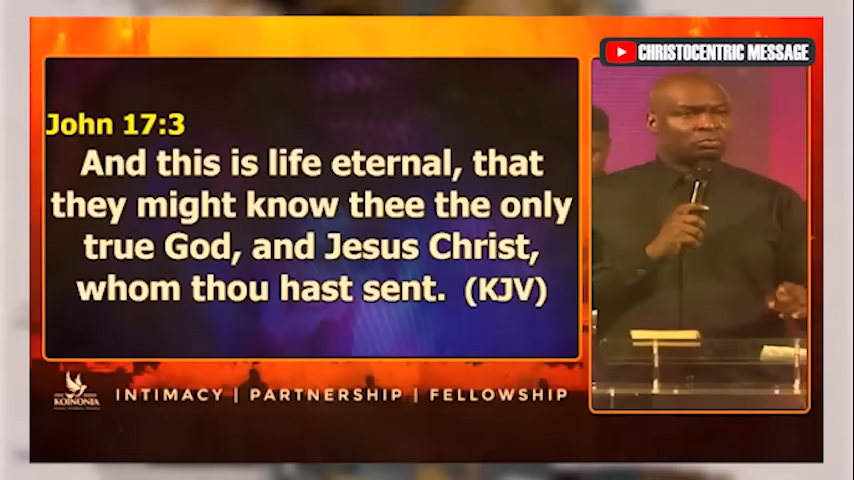 CHRISTOCENTRIC MESSAGE
John 17:3
And this is life eternal, that
they might know thee the only
true God, and Jesus Christ,
whom thou hast sent. (KJV)
KOINONIA
INTIMACY | PARTNERSHIP | FELLOWSHIP